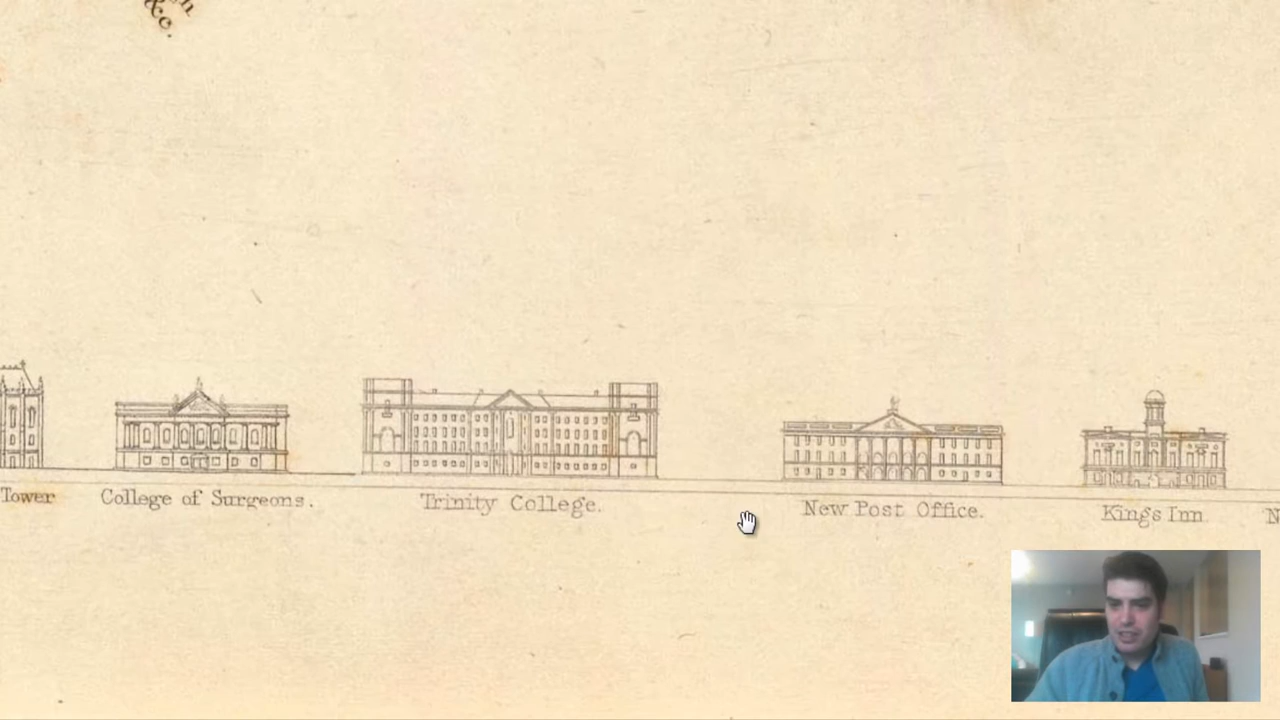 &c.
Tower
College of Surgeons.
Trinity College.
New Post Office.
Kings Inn
N